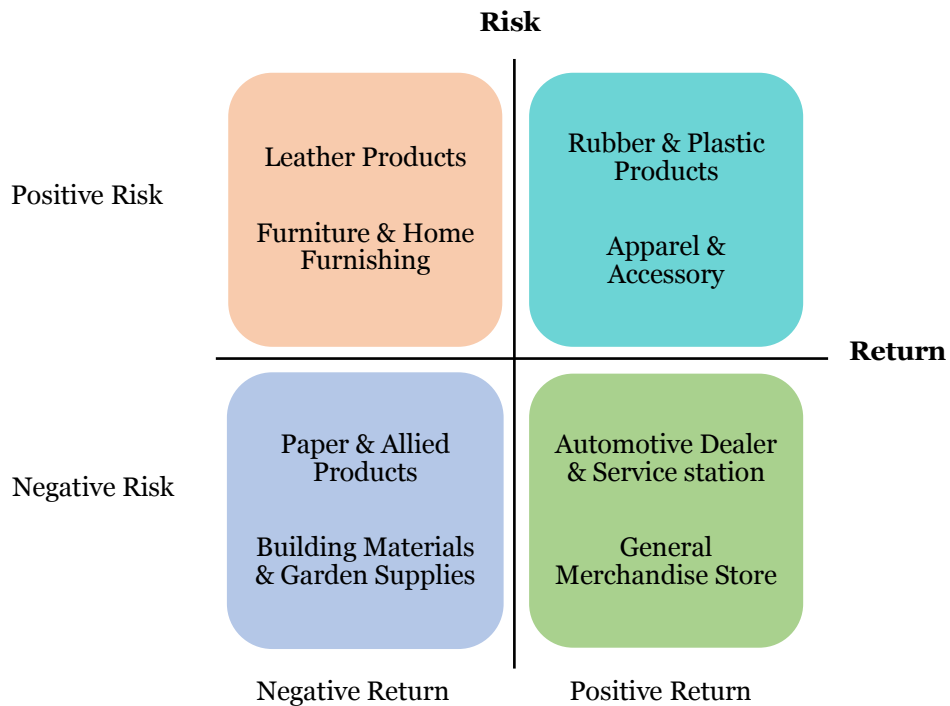 Risk
Positive Risk
Leather Products
Furniture & Home
Furnishing
Rubber & Plastic
Products
Apparel &
Accessory
Return
Negative Risk
Paper & Allied
Products
Building Materials
& Garden Supplies
Automotive Dealer
& Service station
General
Merchandise Store
Negative Return
Positive Return